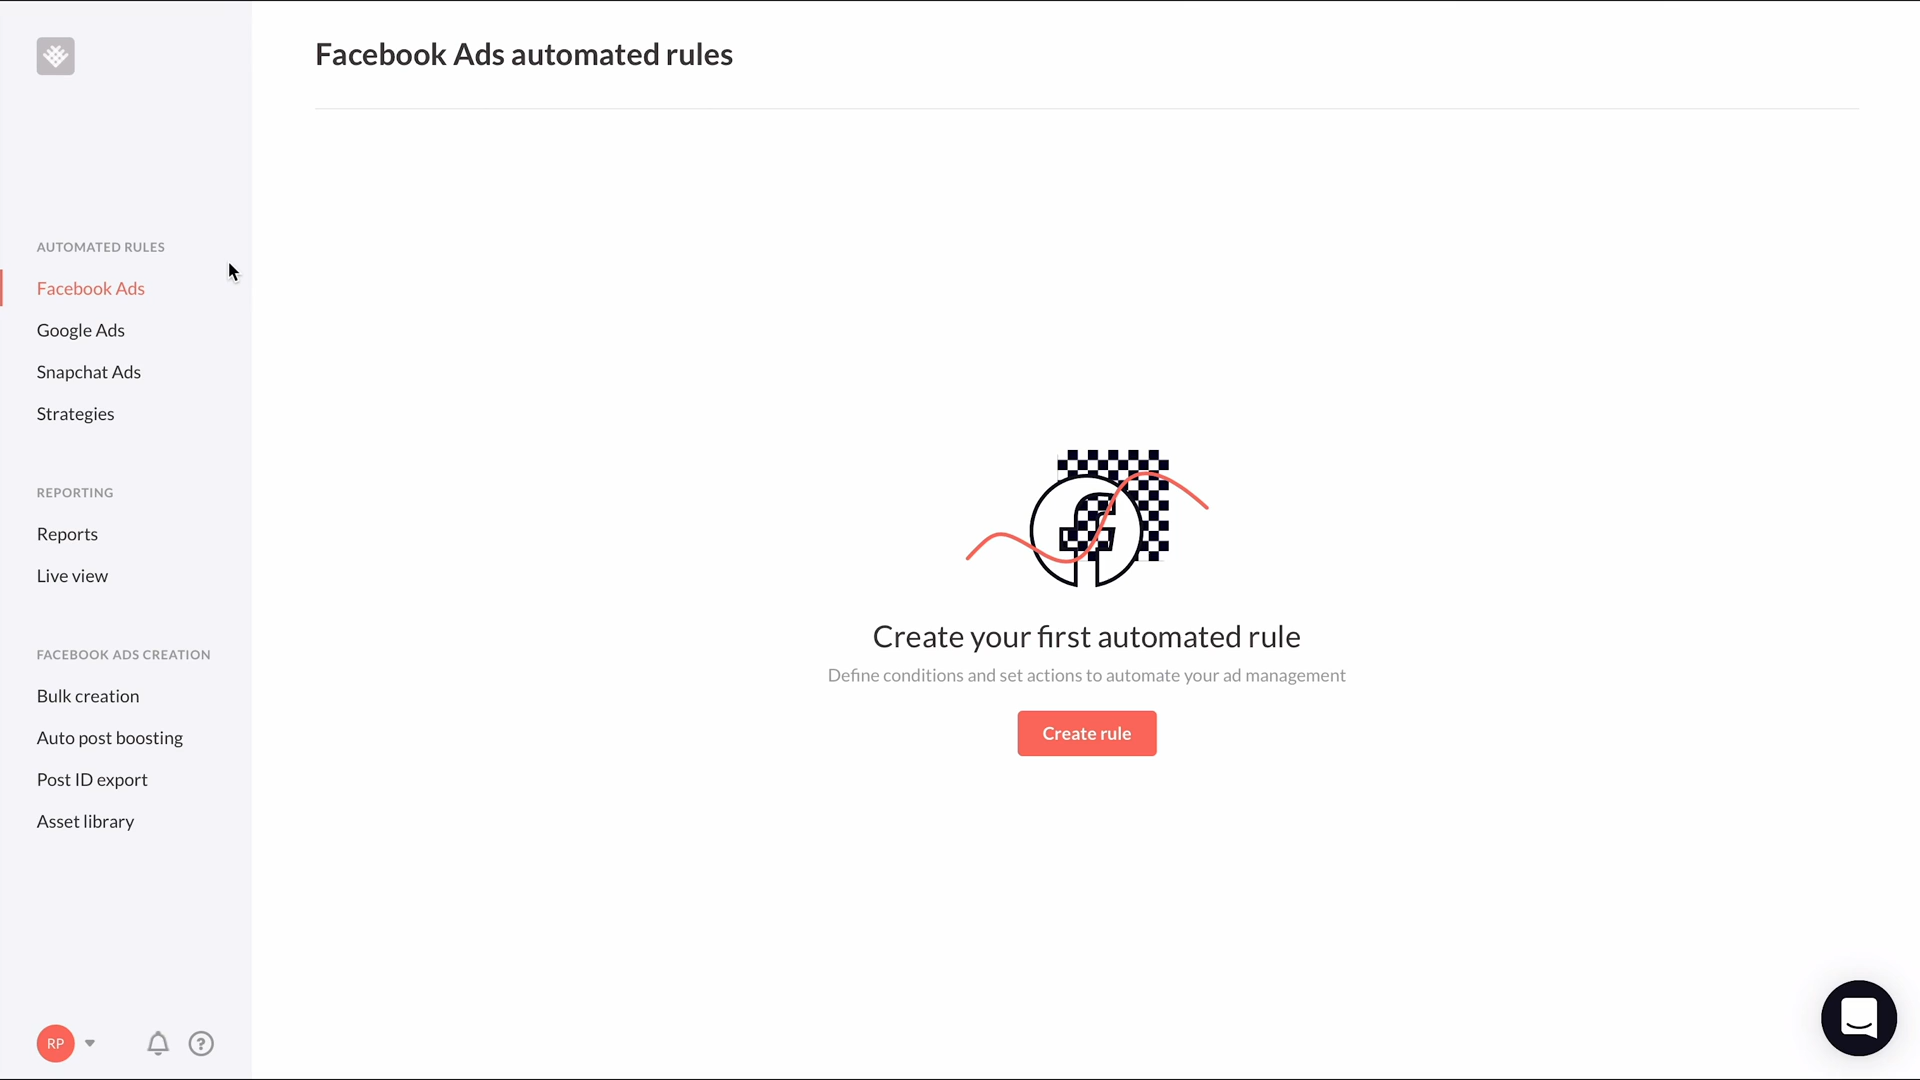 Facebook Ads automated rules
AUTOMATED RULES
Facebook Ads
Google Ads
Snapchat Ads
Strategies
REPORTING
Reports
Live view
FACEBOOK ADS CREATION
Bulk creation
Auto post boosting
Post ID export
Asset library
RP
?
Create your first automated rule
Define conditions and set actions to automate your ad management
Create rule